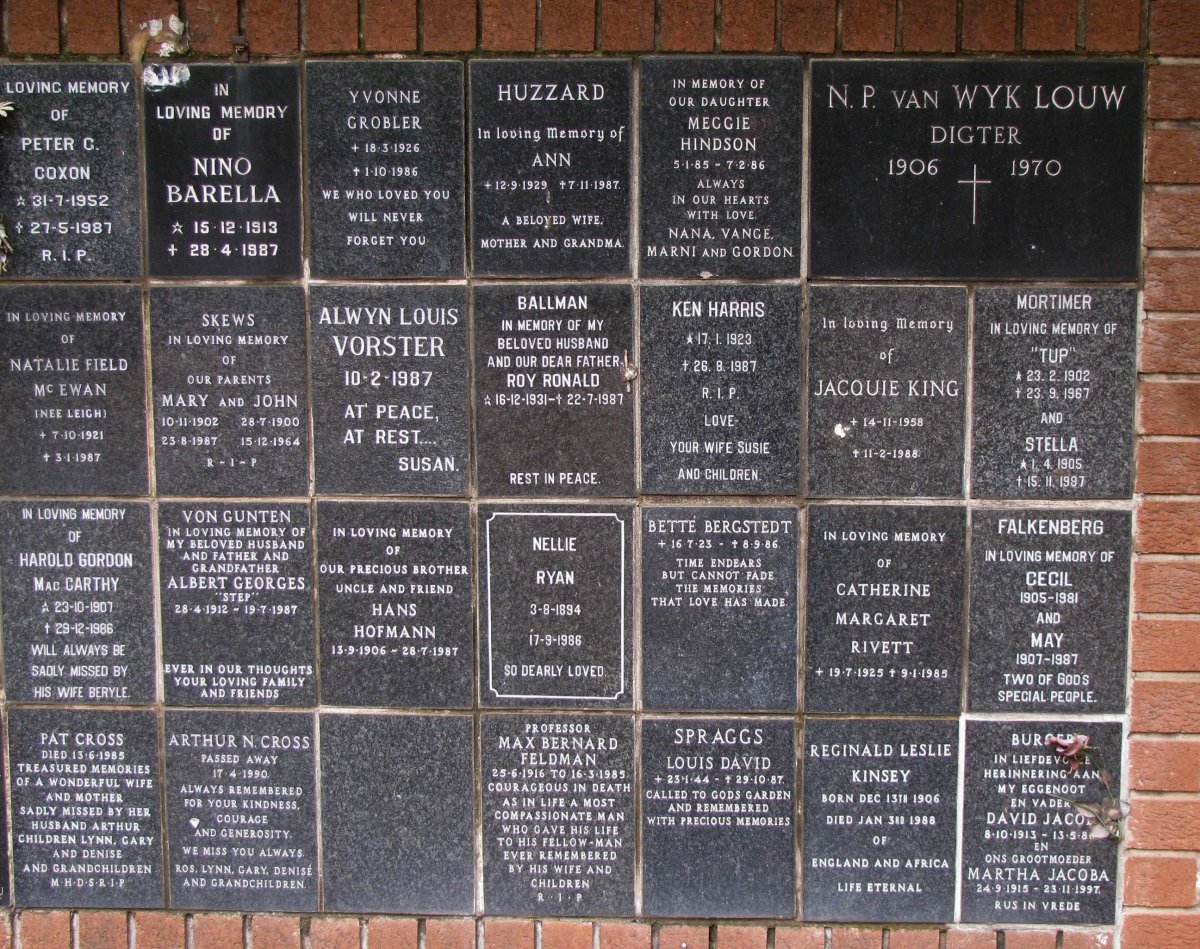 LOVING MEMORY
OF
PETER C.
COXON
☆ 31-7-1952
✝ 27-5-1987
R. I. P.
IN
LOVING MEMORY
OF
NINO
BARELLA
☆ 15·12·1913
✝ 28·4·1987
YVONNE
GROBLER
+ 18·3·1926
✝ 1·10·1986
WE WHO LOVED YOU
WILL NEVER
FORGET YOU
HUZZARD
In loving Memory of
ANN
+ 12·9·1929 ✝ 7·11·1987.
A BELOVED WIFE,
MOTHER AND GRANDMA.
IN MEMORY OF
OUR DAUGHTER
MEGGIE
HINDSON
5·1·85 ~ 7·2·86
ALWAYS
IN OUR HEARTS
WITH LOVE.
NANA, VANGE,
MARNI AND GORDON.
N. P. VAN WYK LOUW
DIGTER
1906 1970
IN LOVING MEMORY
OF
NATALIE FIELD
Mc EWAN
(NEE LEIGH)
+ 7·10·1921
✝ 3·1·1987
SKEWS
IN LOVING MEMORY
OF
OUR PARENTS
MARY AND JOHN
10·11·1902 28·7·1900
23·8·1987 15·12·1964
R ~ I ~ P
ALWYN LOUIS
VORSTER
10·2·1987
AT PEACE,
AT REST....
SUSAN.
BALLMAN
IN MEMORY OF MY
BELOVED HUSBAND
AND OUR DEAR FATHER
ROY RONALD
☆ 16·12·1931 ~ ✝ 22·7·1987
REST IN PEACE.
KEN HARRIS
☆ 17. 1. 1923
✝ 26. 8. 1987
R. I. P.
LOVE-
YOUR WIFE SUSIE
AND CHILDREN.
In loving Memory
of
JACQUIE KING
+ 14-11-1958
✝ 11-2-1988
MORTIMER
IN LOVING MEMORY OF
"TUP"
☆ 23. 2. 1902
✝ 23. 9. 1967
AND
STELLA
☆ 1. 4. 1905
✝ 15. 11. 1987
IN LOVING MEMORY
OF
HAROLD GORDON
Mac CARTHY
☆ 23·10·1907
✝ 29·12·1986
WILL ALWAYS BE
SADLY MISSED BY
HIS WIFE BERYLE.
VON GUNTEN
IN LOVING MEMORY OF
MY BELOVED HUSBAND
AND FATHER AND
GRANDFATHER
ALBERT GEORGES
"STEP"
28·4·1912 ~ 19·7·1987
EVER IN OUR THOUGHTS
YOUR LOVING FAMILY
AND FRIENDS
IN LOVING MEMORY
OF
OUR PRECIOUS BROTHER
UNCLE AND FRIEND
HANS
HOFMANN
13·9·1906 ~ 28·7·1987
NELLIE
RYAN
3-8-1894
17-9-1986
SO DEARLY LOVED.
BETTE BERGSTEDT
+ 16·7·23 ~ ✝ 8·9·86.
TIME ENDEARS
BUT CANNOT FADE
THE MEMORIES
THAT LOVE HAS MADE.
IN LOVING MEMORY
OF
CATHERINE
MARGARET
RIVETT
+ 19·7·1925 ✝ 9·1·1985
FALKENBERG
IN LOVING MEMORY OF
CECIL
1905-1981
AND
MAY
1907-1987
TWO OF GOD'S
SPECIAL PEOPLE.
PAT CROSS
DIED 13·6·1985
TREASURED MEMORIES
OF A WONDERFUL WIFE
AND MOTHER
SADLY MISSED BY HER
HUSBAND ARTHUR
CHILDREN LYNN, GARY
AND DENISE
AND GRANDCHILDREN
M·H·D·S·R·I·P
ARTHUR N. CROSS
PASSED AWAY
17·4·1990.
ALWAYS REMEMBERED
FOR YOUR KINDNESS,
COURAGE
AND GENEROSITY.
WE MISS YOU ALWAYS.
ROS, LYNN, GARY, DENISÉ
AND GRANDCHILDREN.
PROFESSOR
MAX BERNARD
FELDMAN
25·6·1916 TO 16·3·1985
COURAGEOUS IN DEATH
AS IN LIFE A MOST
COMPASSIONATE MAN
WHO GAVE HIS LIFE
TO HIS FELLOW-MAN
EVER REMEMBERED
BY HIS WIFE AND
CHILDREN
R · I · P
SPRAGGS
LOUIS DAVID
+ 23·1·44 ~ ✝ 29·10·87.
CALLED TO GODS GARDEN
AND REMEMBERED
WITH PRECIOUS MEMORIES
REGINALD LESLIE
KINSEY
BORN DEC 13TH 1906
DIED JAN 3RD 1988
OF
ENGLAND AND AFRICA
LIFE ETERNAL
BURGER
IN LIEFDEVOLLE
HERINNERING AAN
MY EGGENOOT
EN VADER
DAVID JACOB
8·10·1913 ~ 13·5·86
EN
ONS GROOTMOEDER
MARTHA JACOBA
24·9·1915 ~ 23·11·1997.
RUS IN VREDE